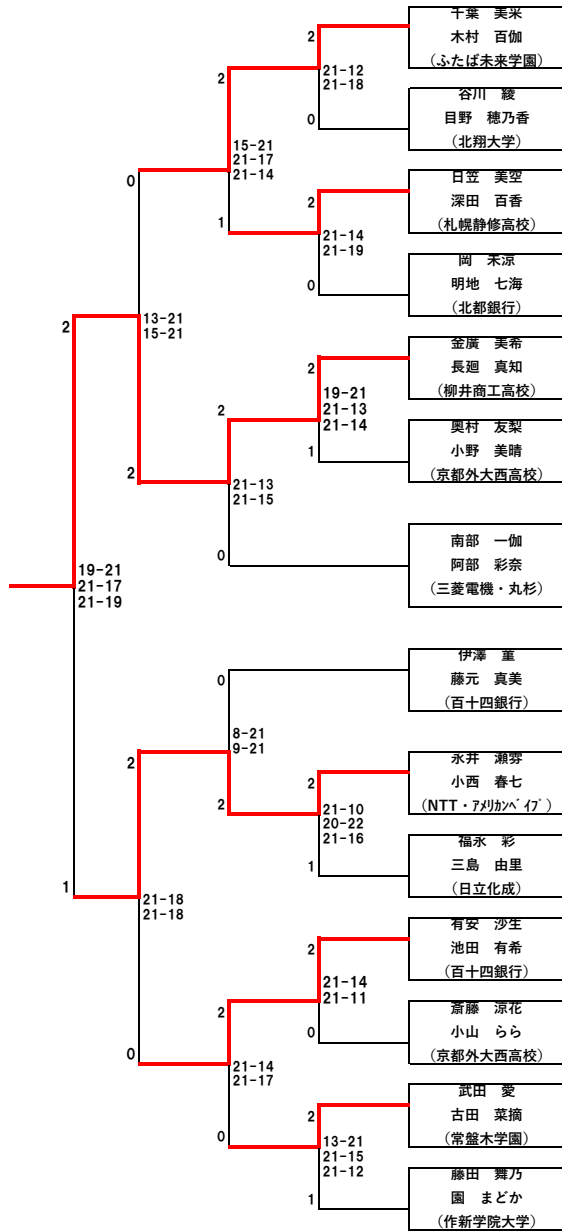 千葉　美米
木村　百伽
(ふたば未来学園)
2
21-12
21-18
2
谷川　綾
目野　穂乃香
(北翔大学)
0
15-21
21-17
21-14
0
日笠　美空
深田　百香
(札幌静修高校)
2
1
21-14
21-19
岡　未涼
明地　七海
(北都銀行)
0
13-21
15-21
2
金廣　美希
長廻　真知
(柳井商工高校)
2
19-21
21-13
21-14
2
奥村　友梨
小野　美晴
(京都外大西高校)
1
2
21-13
21-15
南部　一伽
阿部　彩奈
(三菱電機・丸杉)
0
19-21
21-17
21-19
伊澤　菫
藤元　真美
(百十四銀行)
0
8-21
9-21
2
永井　瀬雰
小西　春七
(NTT・ｱﾒﾘｶﾝﾍﾞｲﾌﾟ)
2
2
21-10
20-22
21-16
福永　彩
三島　由里
(日立化成)
1
1
21-18
21-18
有安　沙生
池田　有希
(百十四銀行)
2
21-14
21-11
2
斎藤　涼花
小山　らら
(京都外大西高校)
0
0
21-14
21-17
武田　愛
古田　菜摘
(常盤木学園)
2
0
13-21
21-15
21-12
藤田　舞乃
園　まどか
(作新学院大学)
1